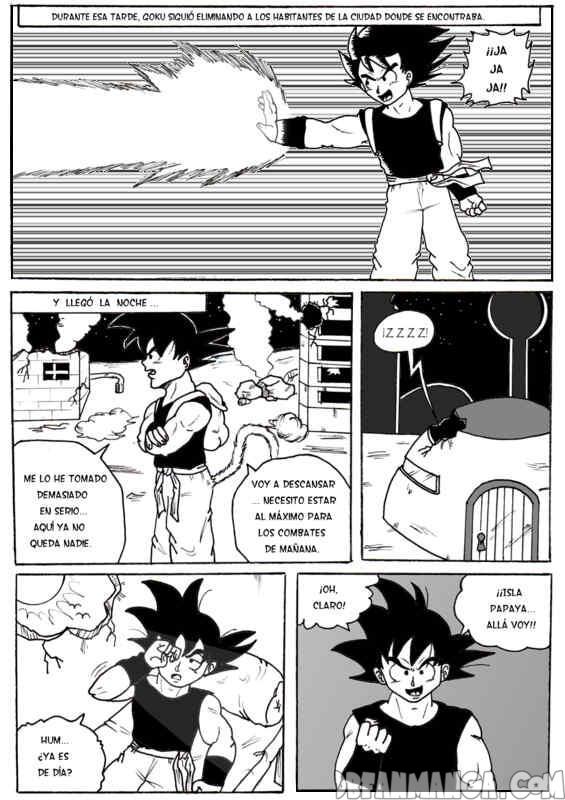 DURANTE ESA TARDE, GOKU SIGUIÓ ELIMINANDO A LOS HABITANTES DE LA CIUDAD DONDE SE ENCONTRABA.
¡¡JA
JA
JA!!
Y LLEGÓ LA NOCHE...
ME LO HE TOMADO
DEMASIADO
EN SERIO...
AQUÍ YA NO
QUEDA NADIE.
VOY A DESCANSAR
... NECESITO ESTAR
AL MÁXIMO PARA
LOS COMBATES
DE MAÑANA.
¡ZZZZ!
HUM...
¿YA ES
DE DÍA?
¡OH,
CLARO!
¡¡ISLA
PAPAYA...
ALLÁ VOY!!
DBFANMANGA.COM